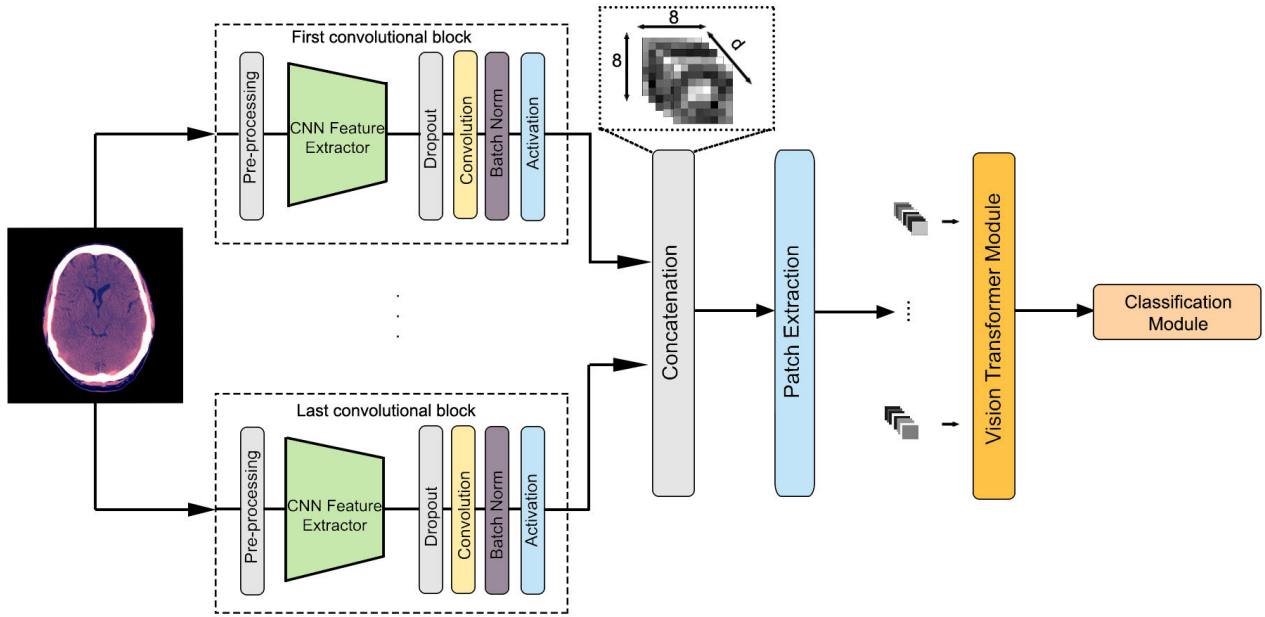 First convolutional block
Pre-processing
CNN Feature
Extractor
Dropout
Convolution
Batch Norm
Activation
8
8
d
Concatenation
Patch Extraction
Vision Transformer Module
Classification
Module
Last convolutional block
Pre-processing
CNN Feature
Extractor
Dropout
Convolution
Batch Norm
Activation